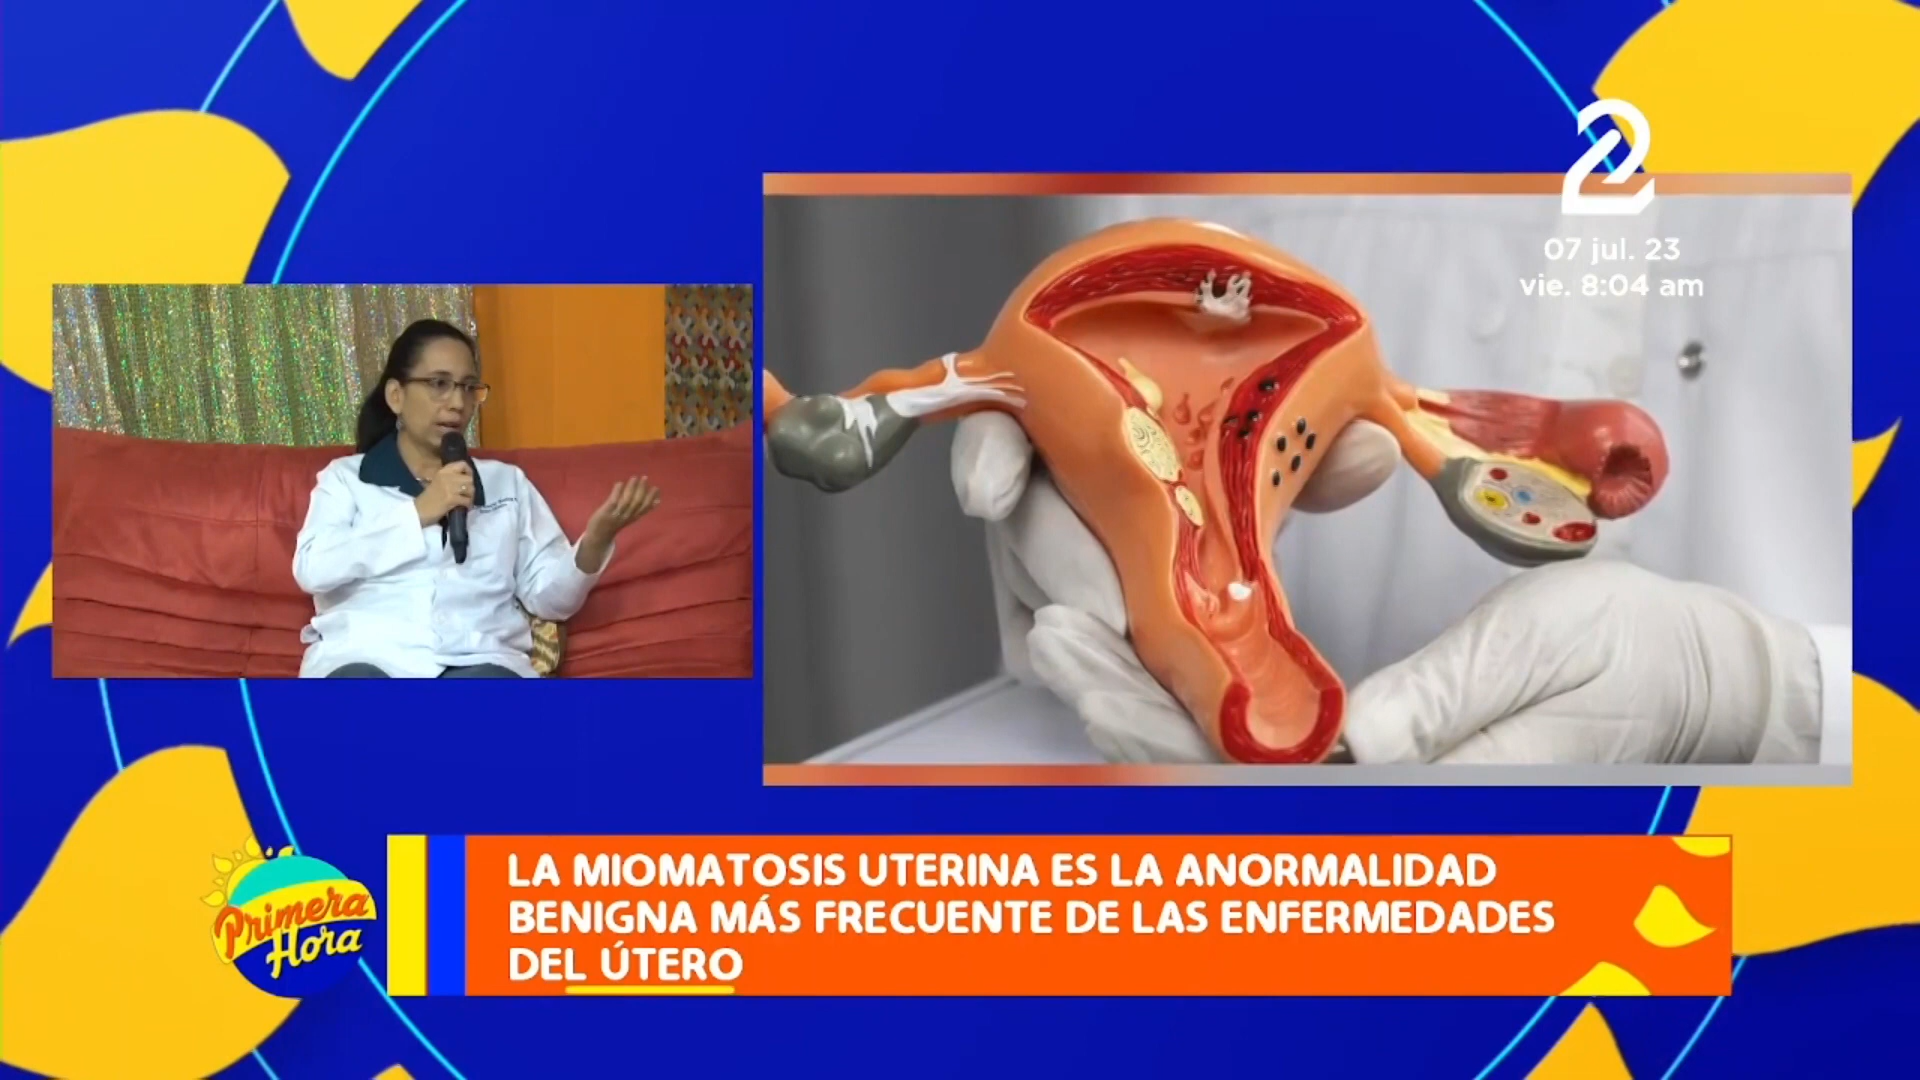 2
07 jul. 23
vie. 8:04 am
Primera
Hora
LA MIOMATOSIS UTERINA ES LA ANORMALIDAD
BENIGNA MÁS FRECUENTE DE LAS ENFERMEDADES
DEL ÚTERO